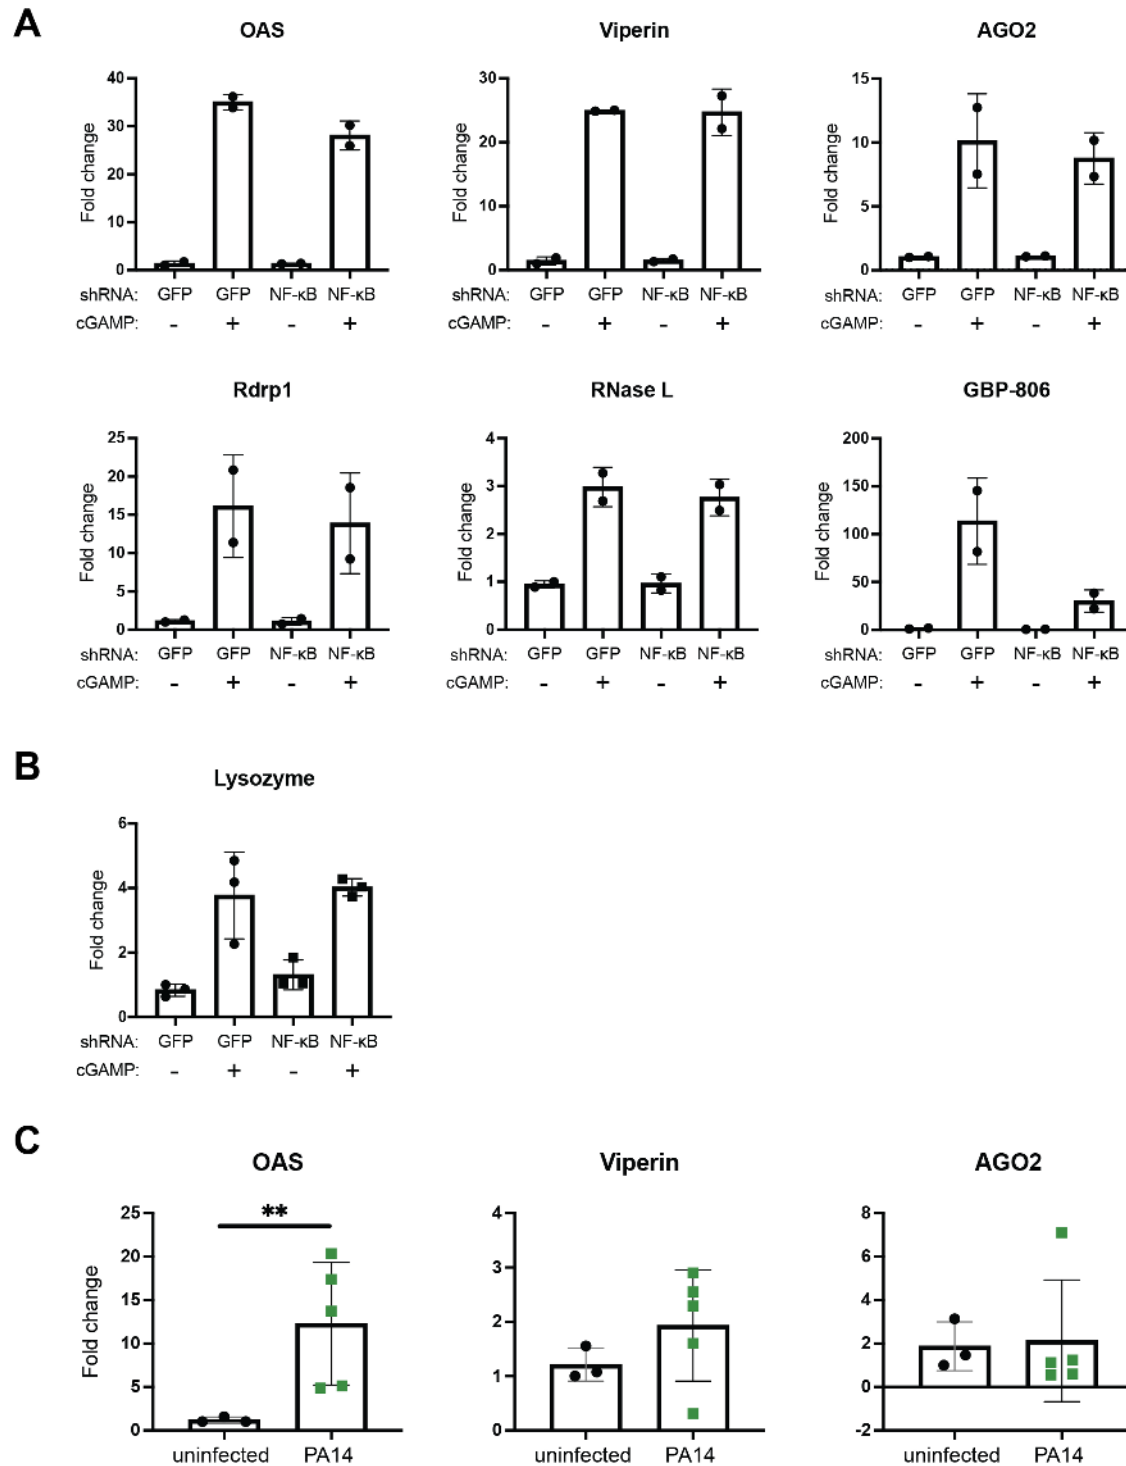 A
OAS
Viperin
AGO2
Fold change
40
30
20
10
0
shRNA: GFP GFP NF-κB NF-κB
cGAMP: - + - +
Fold change
30
20
10
0
shRNA: GFP GFP NF-κB NF-κB
cGAMP: - + - +
Fold change
15
10
5
0
shRNA: GFP GFP NF-κB NF-κB
cGAMP: - + - +
Rdrp1
RNase L
GBP-806
Fold change
25
20
15
10
5
0
shRNA: GFP GFP NF-κB NF-κB
cGAMP: - + - +
Fold change
4
3
2
1
0
shRNA: GFP GFP NF-κB NF-κB
cGAMP: - + - +
Fold change
200
150
100
50
0
shRNA: GFP GFP NF-κB NF-κB
cGAMP: - + - +
B
Lysozyme
Fold change
6
4
2
0
shRNA: GFP GFP NF-κB NF-κB
cGAMP: - + - +
C
OAS
Viperin
AGO2
Fold change
25
20
15
10
5
0
**
uninfected PA14
4
3
2
1
0
uninfected PA14
8
6
4
2
0
-2
uninfected PA14